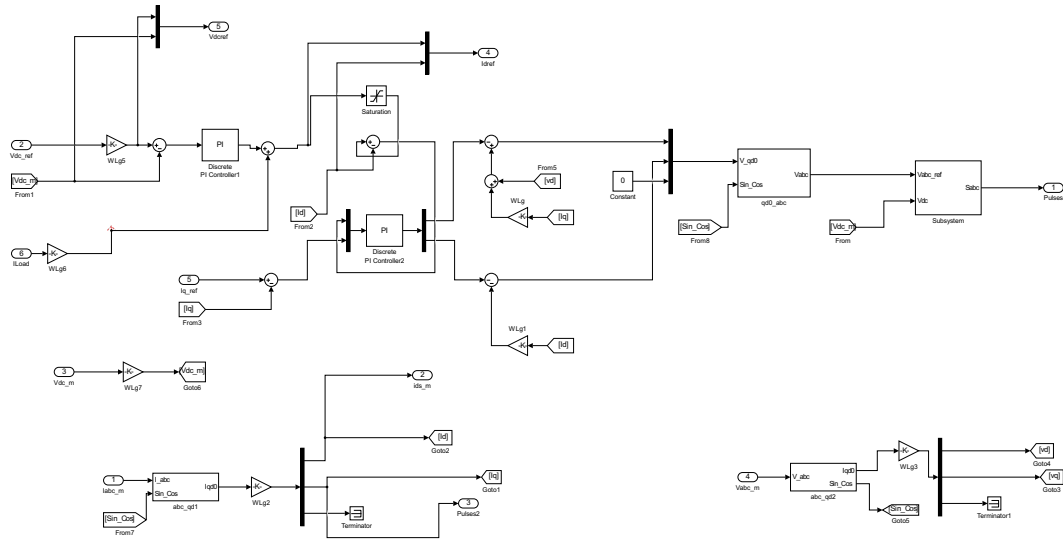 5
Vdcref
4
Idref
Saturation
2
Vdc_ref
-K-
WLg5
PI
Discrete
PI Controller1
[Vdc_m]
From1
[Id]
From2
PI
Discrete
PI Controller2
From5
[vd]
WLg
-K-
[Iq]
0
Constant
V_qd0
Sin_Cos
Vabc
qd0_abc
[Sin_Cos]
From8
Vabc_ref
Vdc
Sabc
Subsystem
[Vdc_m]
From
1
Pulses
6
ILoad
-K-
WLg6
5
Iq_ref
[Iq]
From3
WLg1
-K-
[Id]
3
Vdc_m
-K-
WLg7
[Vdc_m]
Goto6
2
ids_m
[Id]
Goto2
[Iq]
Goto1
3
Pulses2
1
Iabc_m
I_abc
Sin_Cos
Iqd0
abc_qd1
[Sin_Cos]
From7
-K-
WLg2
Terminator
4
Vabc_m
V_abc
Iqd0
Sin_Cos
abc_qd2
-K-
WLg3
[Sin_Cos]
Goto5
[vd]
Goto4
[vq]
Goto3
Terminator1